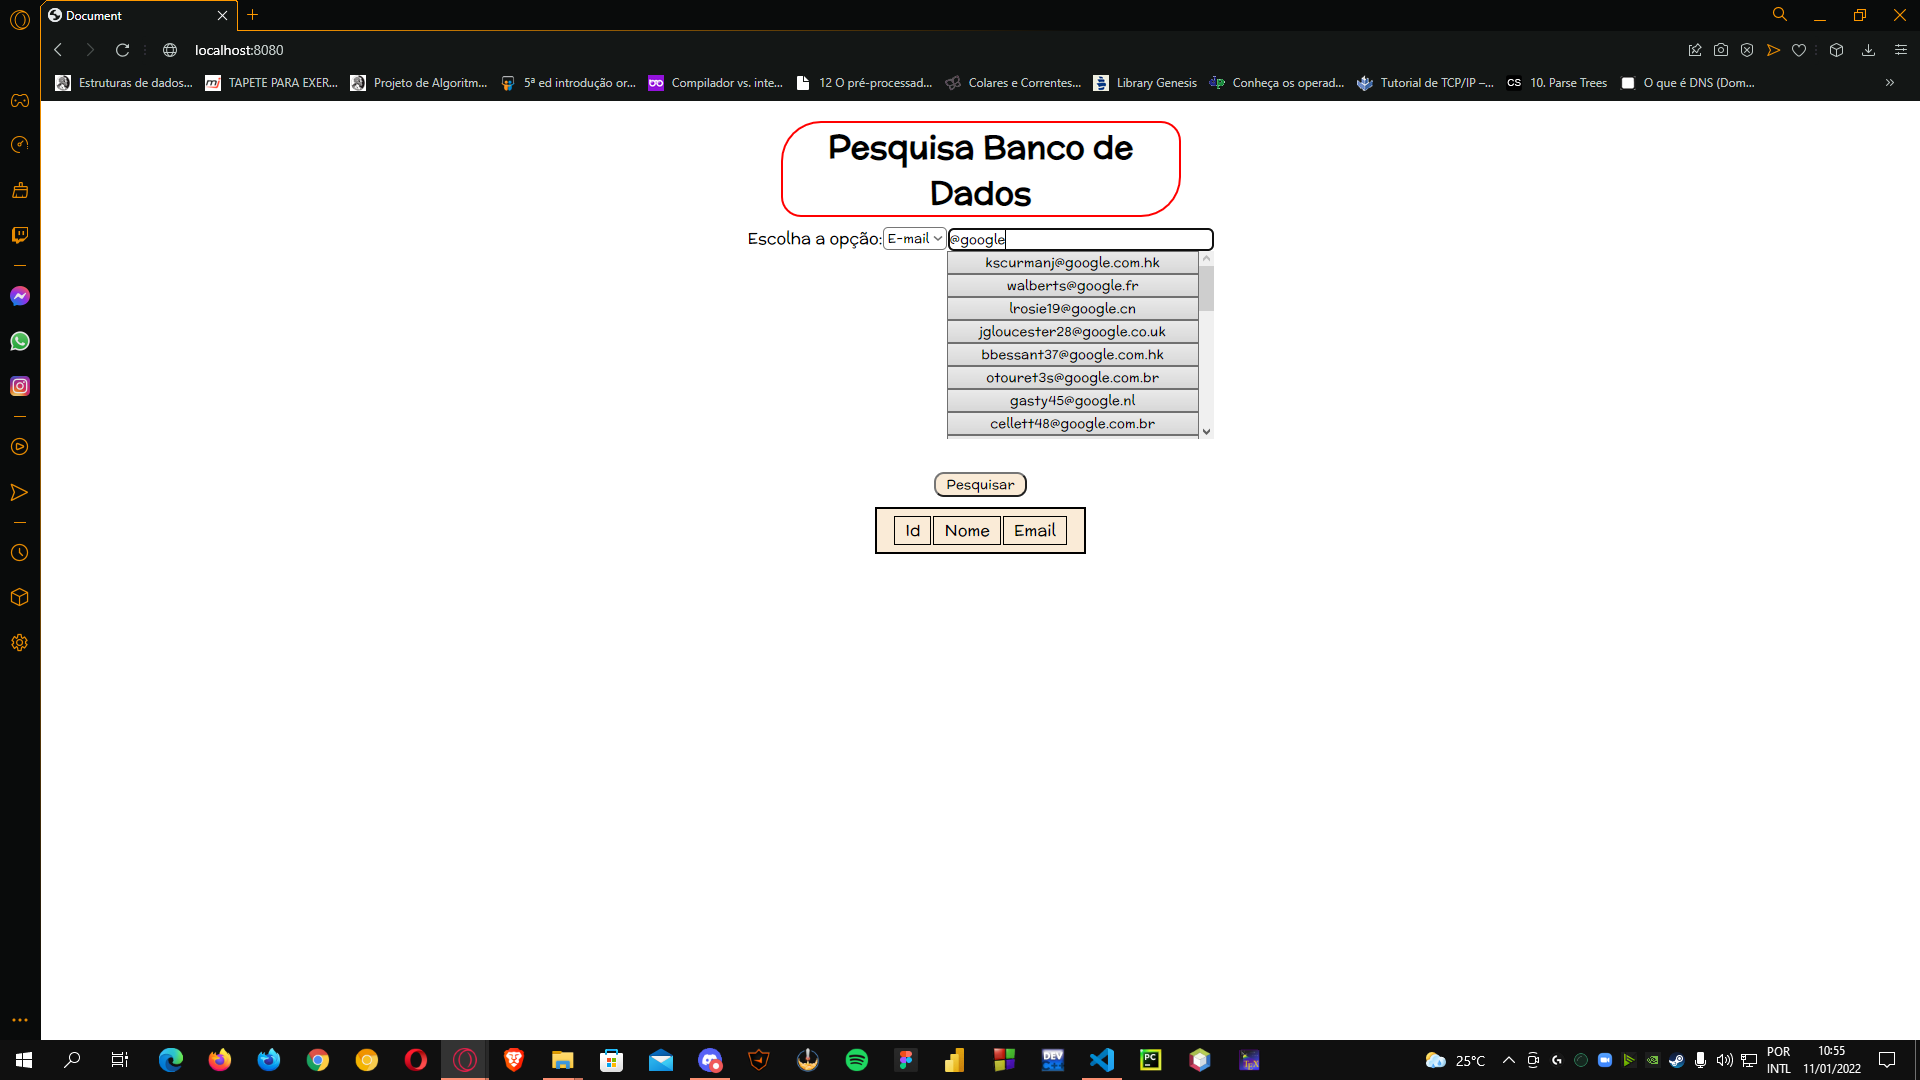 Document
localhost:8080
Estruturas de dados...
TAPETE PARA EXER...
Projeto de Algoritm...
5ª ed introdução or...
Compilador vs. inte...
12 O pré-processad...
Colares e Correntes...
Library Genesis
Conheça os operad...
Tutorial de TCP/IP –...
CS
10. Parse Trees
O que é DNS (Dom...
Pesquisa Banco de
Dados
Escolha a opção: E-mail @google
kscurmanj@google.com.hk
walberts@google.fr
lrosie19@google.cn
jgloucester28@google.co.uk
bbessant37@google.com.hk
otouret3s@google.com.br
gasty45@google.nl
cellett48@google.com.br
Pesquisar
Id Nome Email
DEV
PC
25°C
POR
INTL
10:55
11/01/2022